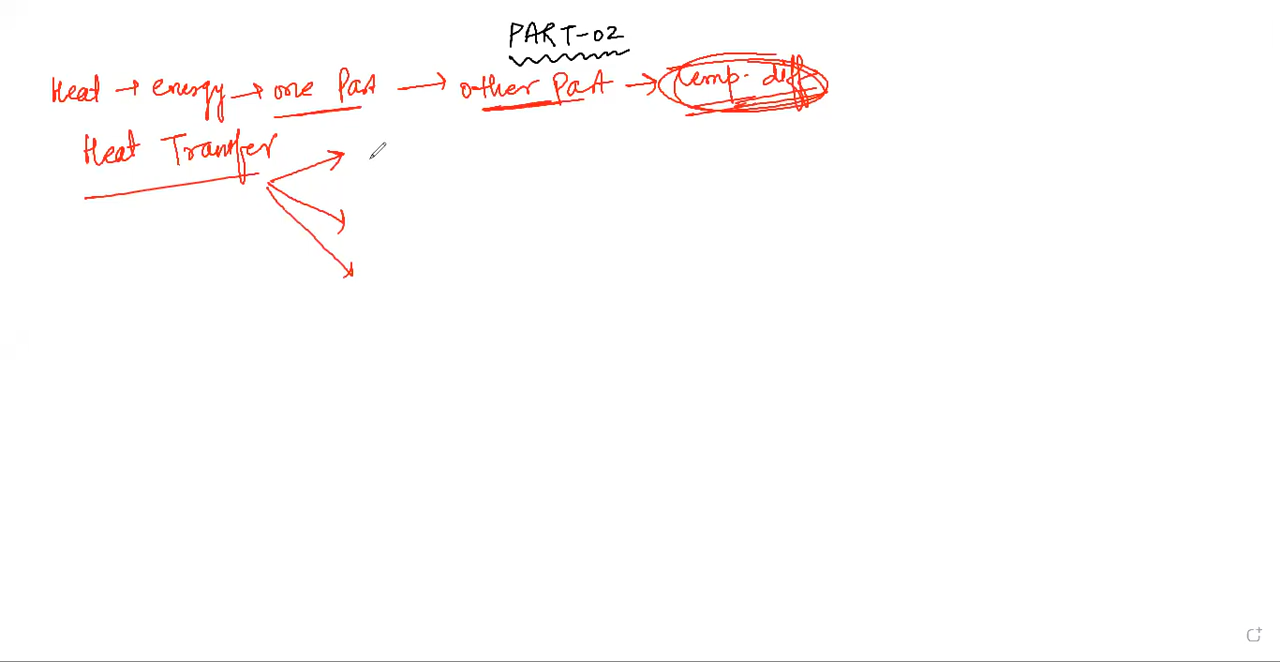 PART-02
Heat → energy → one Part → other Part → temp. diff
Heat Transfer